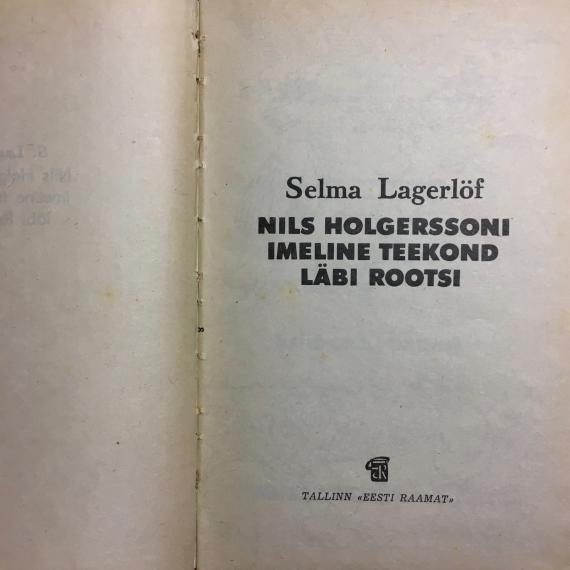 Selma Lagerlöf
NILS HOLGERSSONI
IMELINE TEEKOND
LÄBI ROOTSI
TALLINN «EESTI RAAMAT»